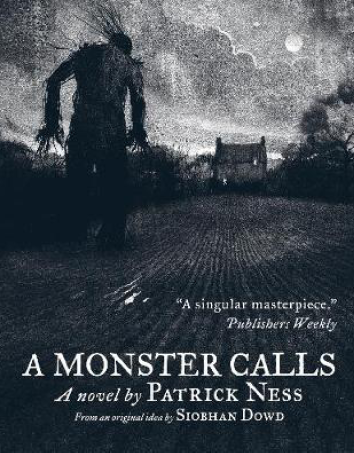 “A singular masterpiece.”
Publishers Weekly
A MONSTER CALLS
A novel by PATRICK NESS
From an original idea by SIOBHAN DOWD